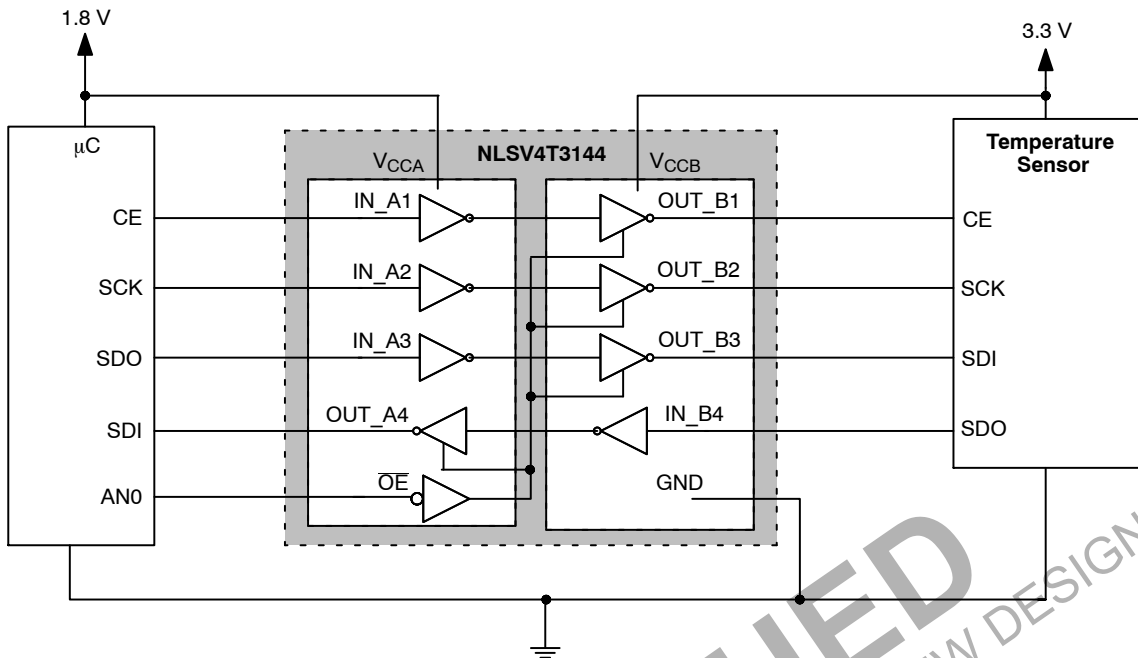 1.8 V
3.3 V
μC
NLSV4T3144
Temperature
Sensor
VCCA
VCCB
CE
IN_A1
OUT_B1
CE
SCK
IN_A2
OUT_B2
SCK
SDO
IN_A3
OUT_B3
SDI
SDI
OUT_A4
IN_B4
SDO
AN0
OE
GND
DESIGN